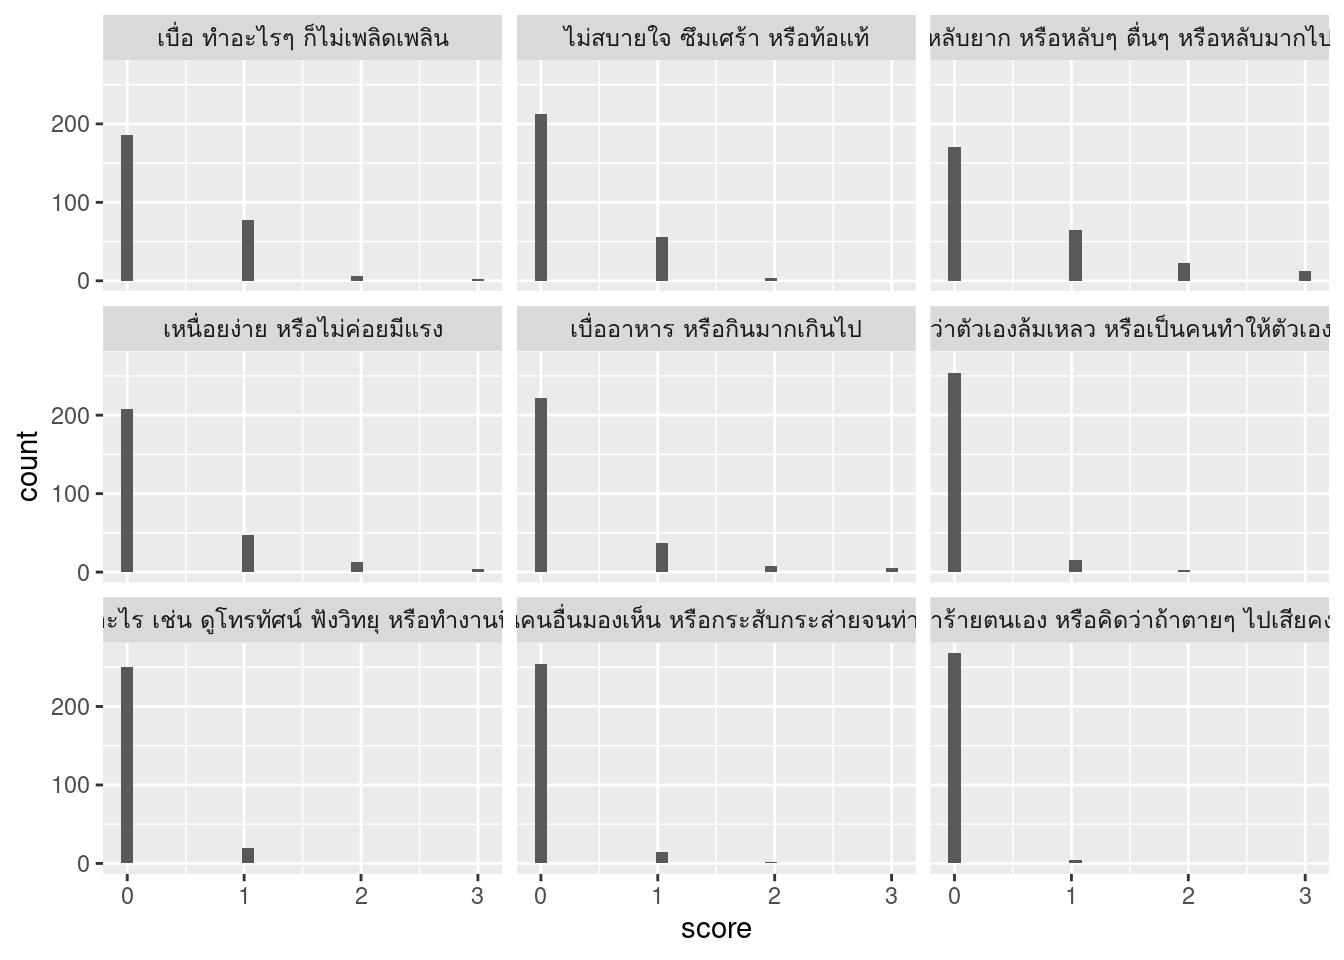 เบื่อ ทำอะไรๆ ก็ไม่เพลิดเพลิน
ไม่สบายใจ ซึมเศร้า หรือท้อแท้
หลับยาก หรือหลับๆ ตื่นๆ หรือหลับมากไป
200
100
0
เหนื่อยง่าย หรือไม่ค่อยมีแรง
เบื่ออาหาร หรือกินมากเกินไป
ว่าตัวเองล้มเหลว หรือเป็นคนทำให้ตัวเอง
200
100
0
count
ะไร เช่น ดูโทรทัศน์ ฟังวิทยุ หรือทำงานที
คนอื่นมองเห็น หรือกระสับกระส่ายจนท่า
าร้ายตนเอง หรือคิดว่าถ้าตายๆ ไปเสียคง
200
100
0
0 1 2 3
0 1 2 3
0 1 2 3
score